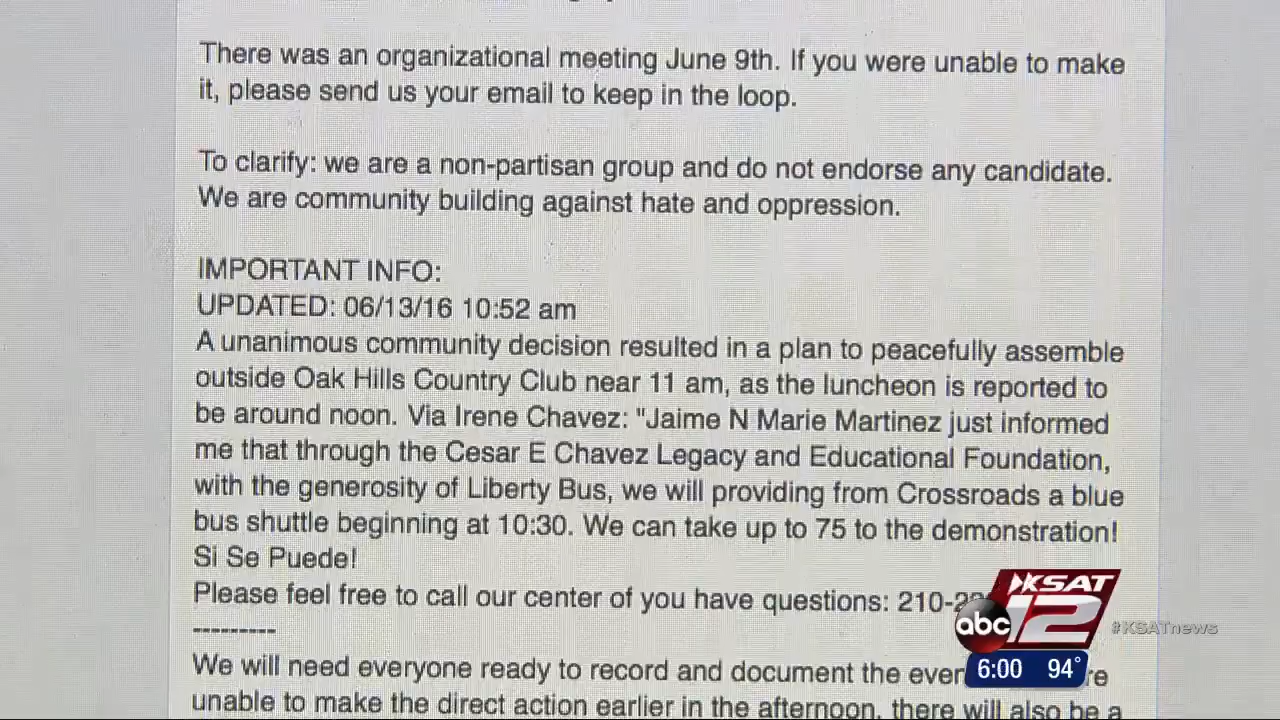 There was an organizational meeting June 9th. If you were unable to make
it, please send us your email to keep in the loop.
To clarify: we are a non-partisan group and do not endorse any candidate.
We are community building against hate and oppression.
IMPORTANT INFO:
UPDATED: 06/13/16 10:52 am
A unanimous community decision resulted in a plan to peacefully assemble
outside Oak Hills Country Club near 11 am, as the luncheon is reported to
be around noon. Via Irene Chavez: "Jaime N Marie Martinez just informed
me that through the Cesar E Chavez Legacy and Educational Foundation,
with the generosity of Liberty Bus, we will providing from Crossroads a blue
bus shuttle beginning at 10:30. We can take up to 75 to the demonstration!
Si Se Puede!
Please feel free to call our center of you have questions: 210-
----------
We will need everyone ready to record and document the
unable to make the direct action earlier in the afternoon, there will also be a
KSAT
abc 12
#KSATnews
6:00 94°